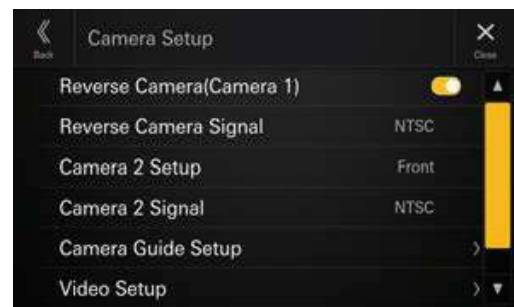 Camera Setup
Back
Close
Reverse Camera(Camera 1)
Reverse Camera Signal NTSC
Camera 2 Setup Front
Camera 2 Signal NTSC
Camera Guide Setup
Video Setup